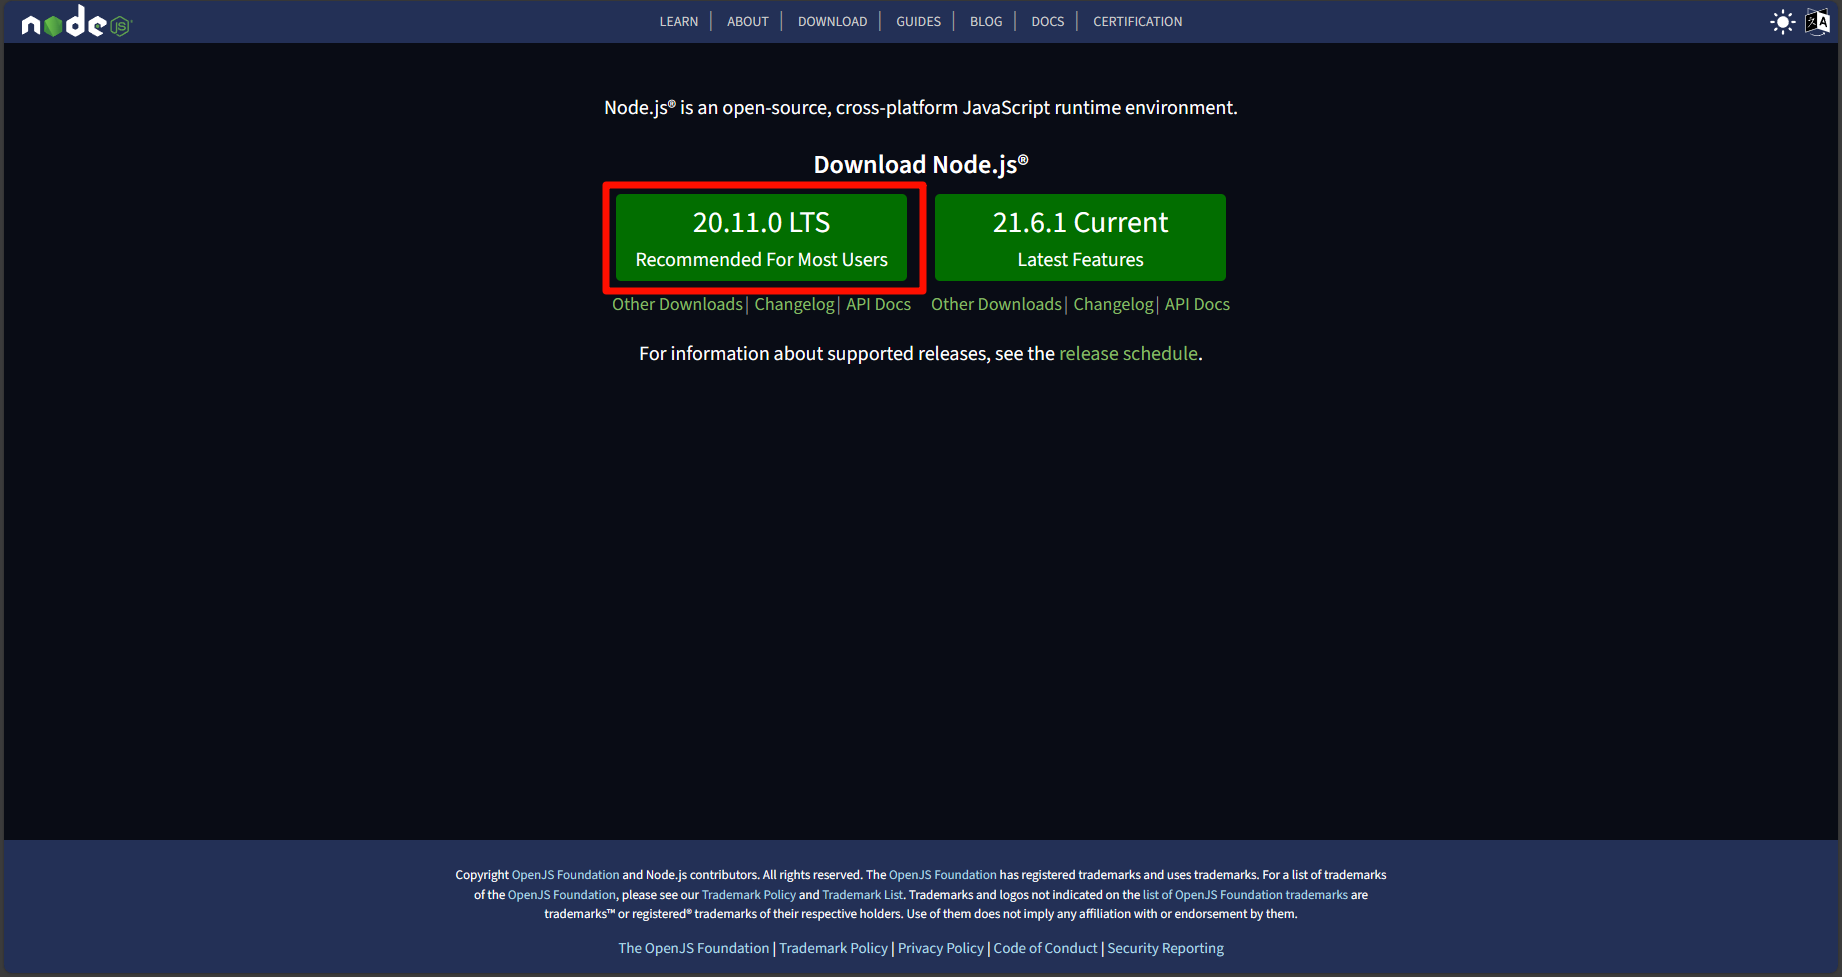 node JS
LEARN | ABOUT | DOWNLOAD | GUIDES | BLOG | DOCS | CERTIFICATION
Node.js® is an open-source, cross-platform JavaScript runtime environment.
Download Node.js®
20.11.0 LTS
Recommended For Most Users
21.6.1 Current
Latest Features
Other Downloads | Changelog | API Docs
Other Downloads | Changelog | API Docs
For information about supported releases, see the release schedule.
Copyright OpenJS Foundation and Node.js contributors. All rights reserved. The OpenJS Foundation has registered trademarks and uses trademarks. For a list of trademarks
of the OpenJS Foundation, please see our Trademark Policy and Trademark List. Trademarks and logos not indicated on the list of OpenJS Foundation trademarks are
trademarks™ or registered® trademarks of their respective holders. Use of them does not imply any affiliation with or endorsement by them.
The OpenJS Foundation | Trademark Policy | Privacy Policy | Code of Conduct | Security Reporting